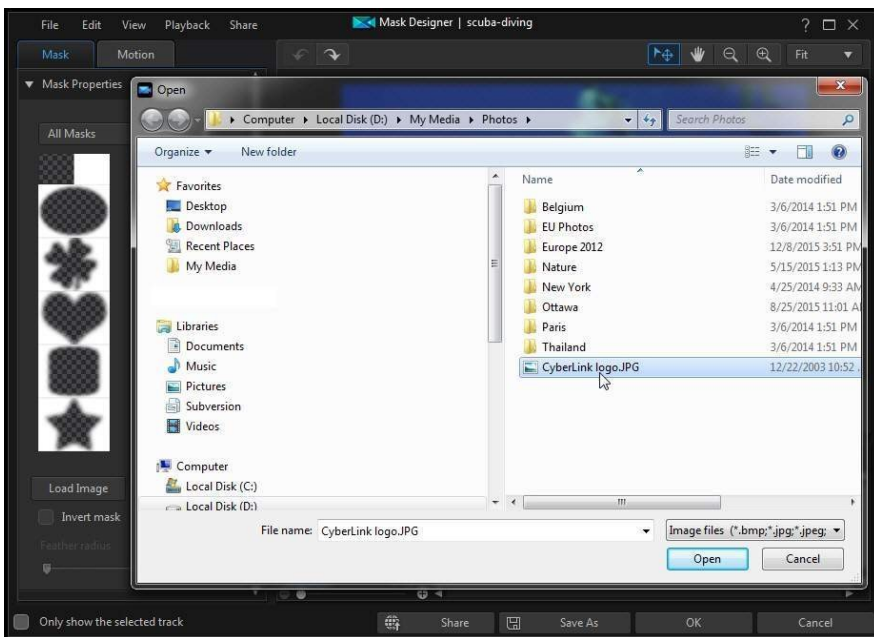 File Edit View Playback Share Mask Designer | scuba-diving ?
Mask Motion Fit
Mask Properties
Open
Computer Local Disk (D:) My Media Photos Search Photos
Organize New folder
All Masks
Name Date modified
Favorites
Desktop
Downloads
Recent Places
My Media
Libraries
Documents
Music
Pictures
Subversion
Videos
Computer
Local Disk (C:)
Local Disk (D:)
Belgium 3/6/2014 1:51 PM
EU Photos 3/6/2014 1:51 PM
Europe 2012 12/8/2015 3:51 PM
Nature 5/15/2015 1:13 PM
New York 4/25/2014 9:33 AM
Ottawa 8/25/2015 11:01 A
Paris 3/6/2014 1:51 PM
Thailand 3/6/2014 1:51 PM
CyberLink logo.JPG 12/22/2003 10:52
Load Image
Invert mask
Feather radius
File name: CyberLink logo.JPG Image files (*.bmp;*.jpg;*.jpeg;
Open Cancel
Only show the selected track Share Save As OK Cancel